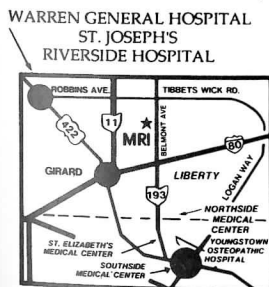 WARREN GENERAL HOSPITAL
ST. JOSEPH'S
RIVERSIDE HOSPITAL
ROBBINS AVE.
TIBBETS WICK RD.
422
11
MRI
BELMONT AVE
80
GIRARD
LIBERTY
LOGAN WAY
193
NORTHSIDE
MEDICAL
CENTER
ST. ELIZABETH'S
MEDICAL CENTER
YOUNGSTOWN
OSTEOPATHIC
HOSPITAL
SOUTHSIDE
MEDICAL CENTER